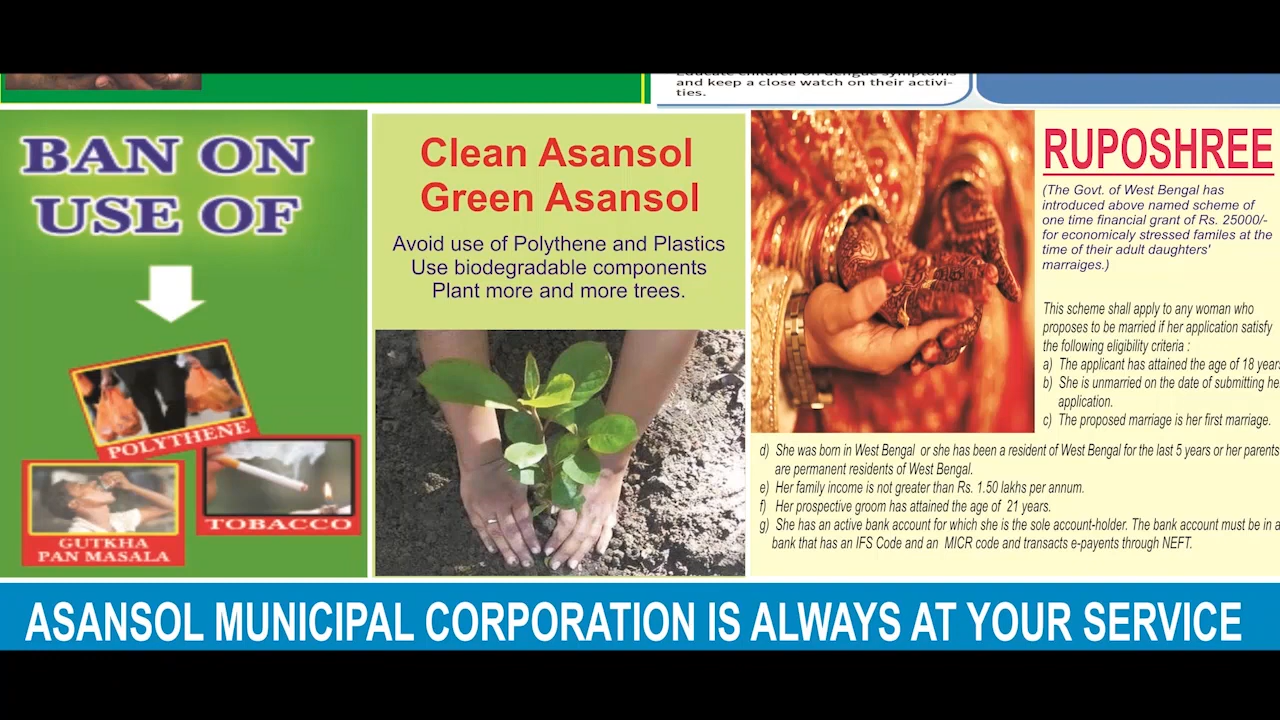 and keep a close watch on their activi-
ties.
BAN ON
USE OF
POLYTHENE
TOBACCO
GUTKHA
PAN MASALA
Clean Asansol
Green Asansol
Avoid use of Polythene and Plastics
Use biodegradable components
Plant more and more trees.
RUPOSHREE
(The Govt. of West Bengal has
introduced above named scheme of
one time financial grant of Rs. 25000/-
for economicaly stressed familes at the
time of their adult daughters'
marraiges.)
This scheme shall apply to any woman who
proposes to be married if her application satisfy
the following eligibility criteria :
a) The applicant has attained the age of 18 years
b) She is unmarried on the date of submitting he
application.
c) The proposed marriage is her first marriage.
d) She was born in West Bengal or she has been a resident of West Bengal for the last 5 years or her parents
are permanent residents of West Bengal.
e) Her family income is not greater than Rs. 1.50 lakhs per annum.
f) Her prospective groom has attained the age of 21 years.
g) She has an active bank account for which she is the sole account-holder. The bank account must be in a
bank that has an IFS Code and an MICR code and transacts e-payents through NEFT.
ASANSOL MUNICIPAL CORPORATION IS ALWAYS AT YOUR SERVICE